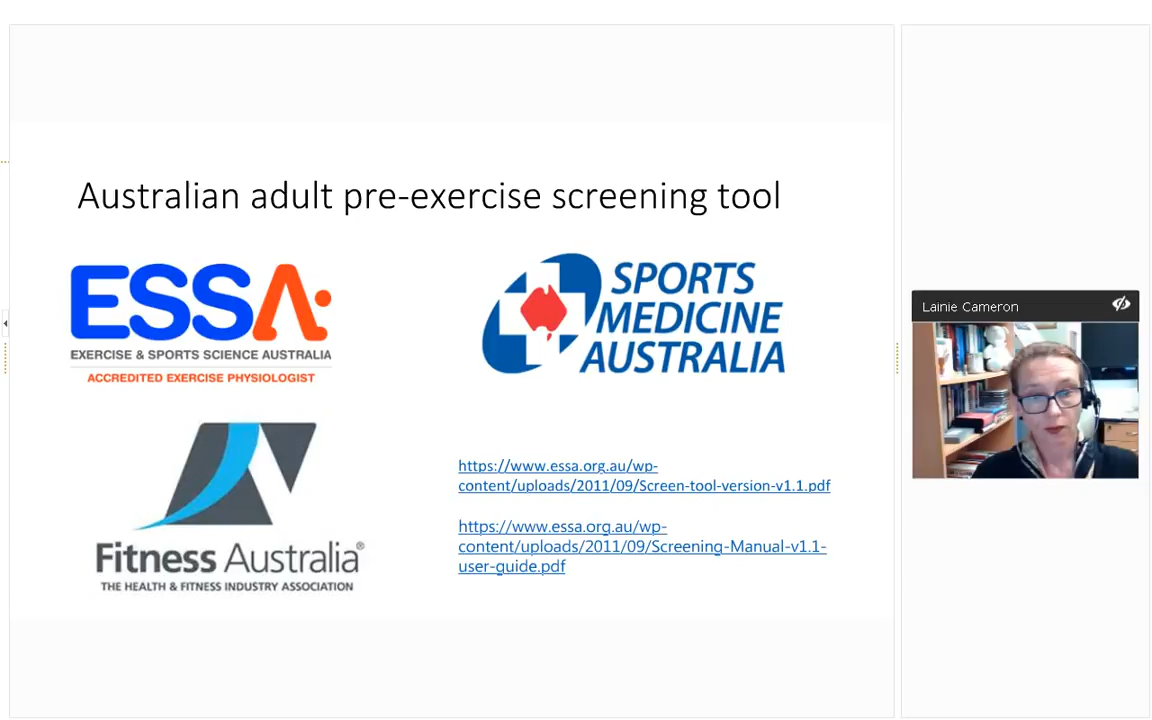 Australian adult pre-exercise screening tool
ESSA
EXERCISE & SPORTS SCIENCE AUSTRALIA
ACCREDITED EXERCISE PHYSIOLOGIST
SPORTS
MEDICINE
AUSTRALIA
Fitness Australia®
THE HEALTH & FITNESS INDUSTRY ASSOCIATION
https://www.essa.org.au/wp-
content/uploads/2011/09/Screen-tool-version-v1.1.pdf
https://www.essa.org.au/wp-
content/uploads/2011/09/Screening-Manual-v1.1-
user-guide.pdf
Lainie Cameron